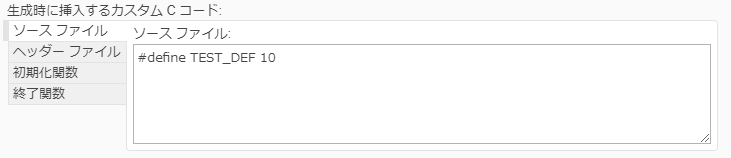 生成時に挿入するカスタム C コード:
ソース ファイル
ヘッダー ファイル
初期化関数
終了関数
ソース ファイル:
#define TEST_DEF 10